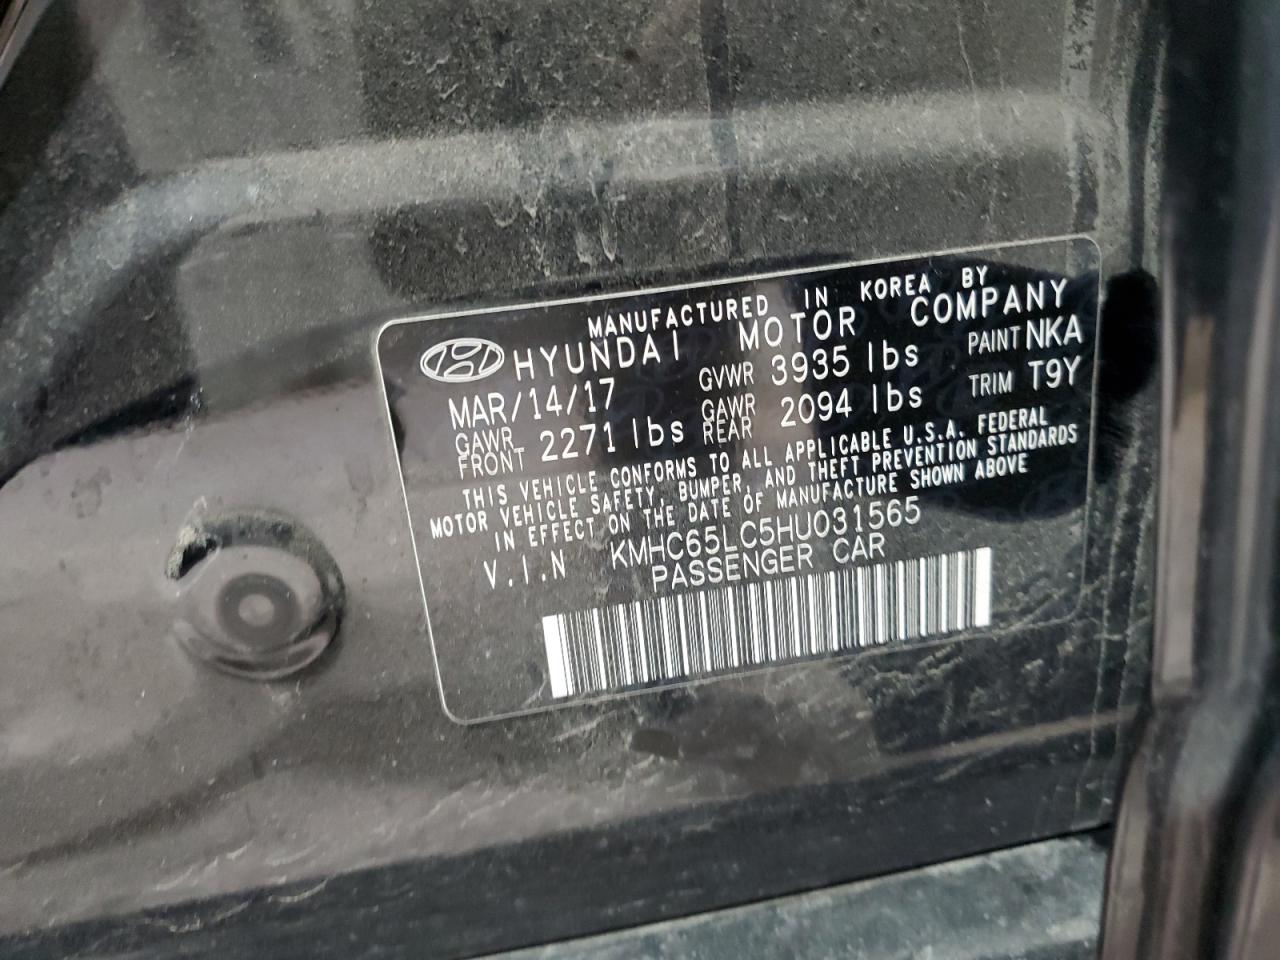 MANUFACTURED IN KOREA BY
HYUNDAI MOTOR COMPANY
MAR/14/17 GVWR 3935 lbs PAINT NKA
GAWR FRONT 2271 lbs GAWR REAR 2094 lbs TRIM T9Y
THIS VEHICLE CONFORMS TO ALL APPLICABLE U.S.A. FEDERAL
MOTOR VEHICLE SAFETY, BUMPER, AND THEFT PREVENTION STANDARDS
IN EFFECT ON THE DATE OF MANUFACTURE SHOWN ABOVE
V.I.N KMHC65LC5HU031565
PASSENGER CAR